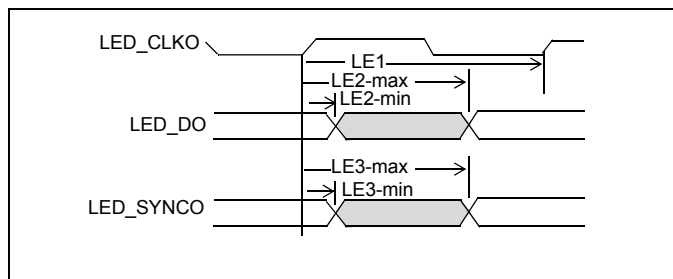 LED_CLKO
LE1
LE2-max
LE2-min
LED_DO
LE3-max
LE3-min
LED_SYNCO